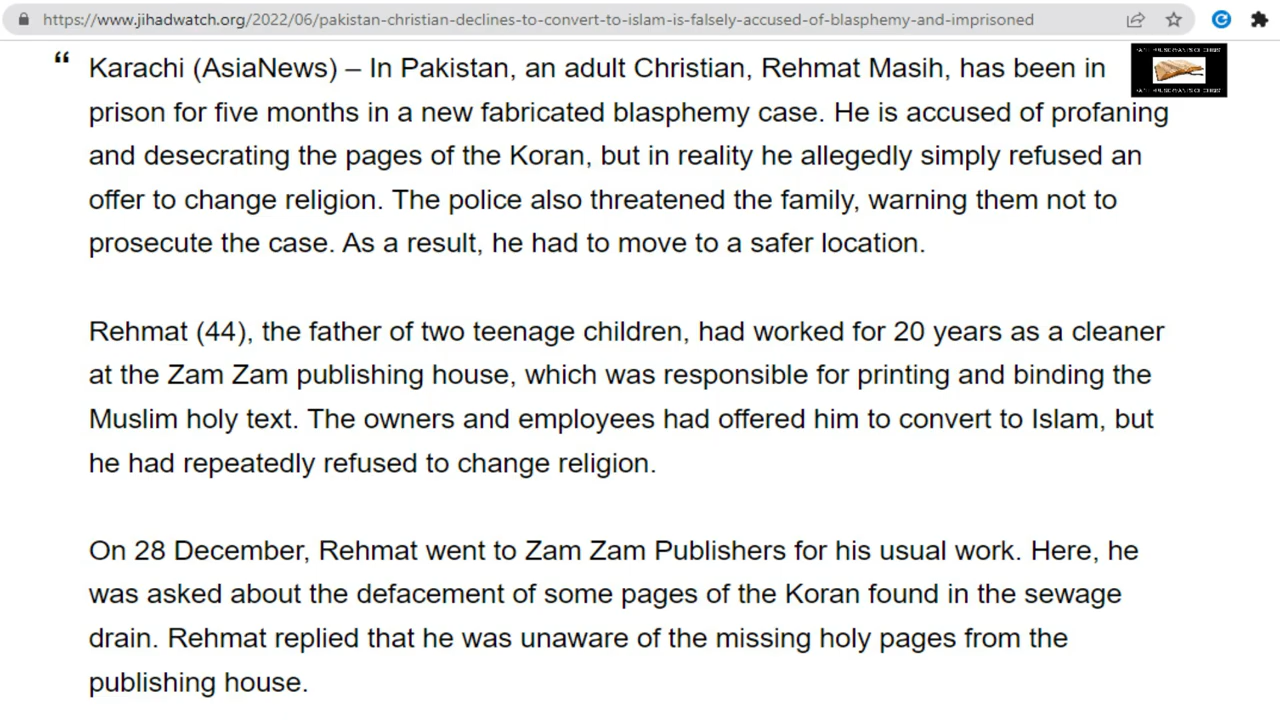 https://www.jihadwatch.org/2022/06/pakistan-christian-declines-to-convert-to-islam-is-falsely-accused-of-blasphemy-and-imprisoned
“ Karachi (AsiaNews) – In Pakistan, an adult Christian, Rehmat Masih, has been in
prison for five months in a new fabricated blasphemy case. He is accused of profaning
and desecrating the pages of the Koran, but in reality he allegedly simply refused an
offer to change religion. The police also threatened the family, warning them not to
prosecute the case. As a result, he had to move to a safer location.
Rehmat (44), the father of two teenage children, had worked for 20 years as a cleaner
at the Zam Zam publishing house, which was responsible for printing and binding the
Muslim holy text. The owners and employees had offered him to convert to Islam, but
he had repeatedly refused to change religion.
On 28 December, Rehmat went to Zam Zam Publishers for his usual work. Here, he
was asked about the defacement of some pages of the Koran found in the sewage
drain. Rehmat replied that he was unaware of the missing holy pages from the
publishing house.